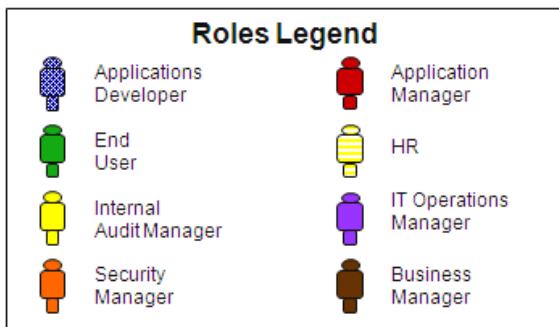 Roles Legend
Applications
Developer
Application
Manager
End
User
HR
Internal
Audit Manager
IT Operations
Manager
Security
Manager
Business
Manager